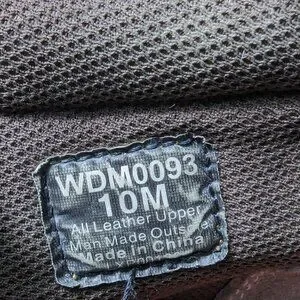 WDM0093
10M
All Leather Upper
Man Made Outsole
Made in China